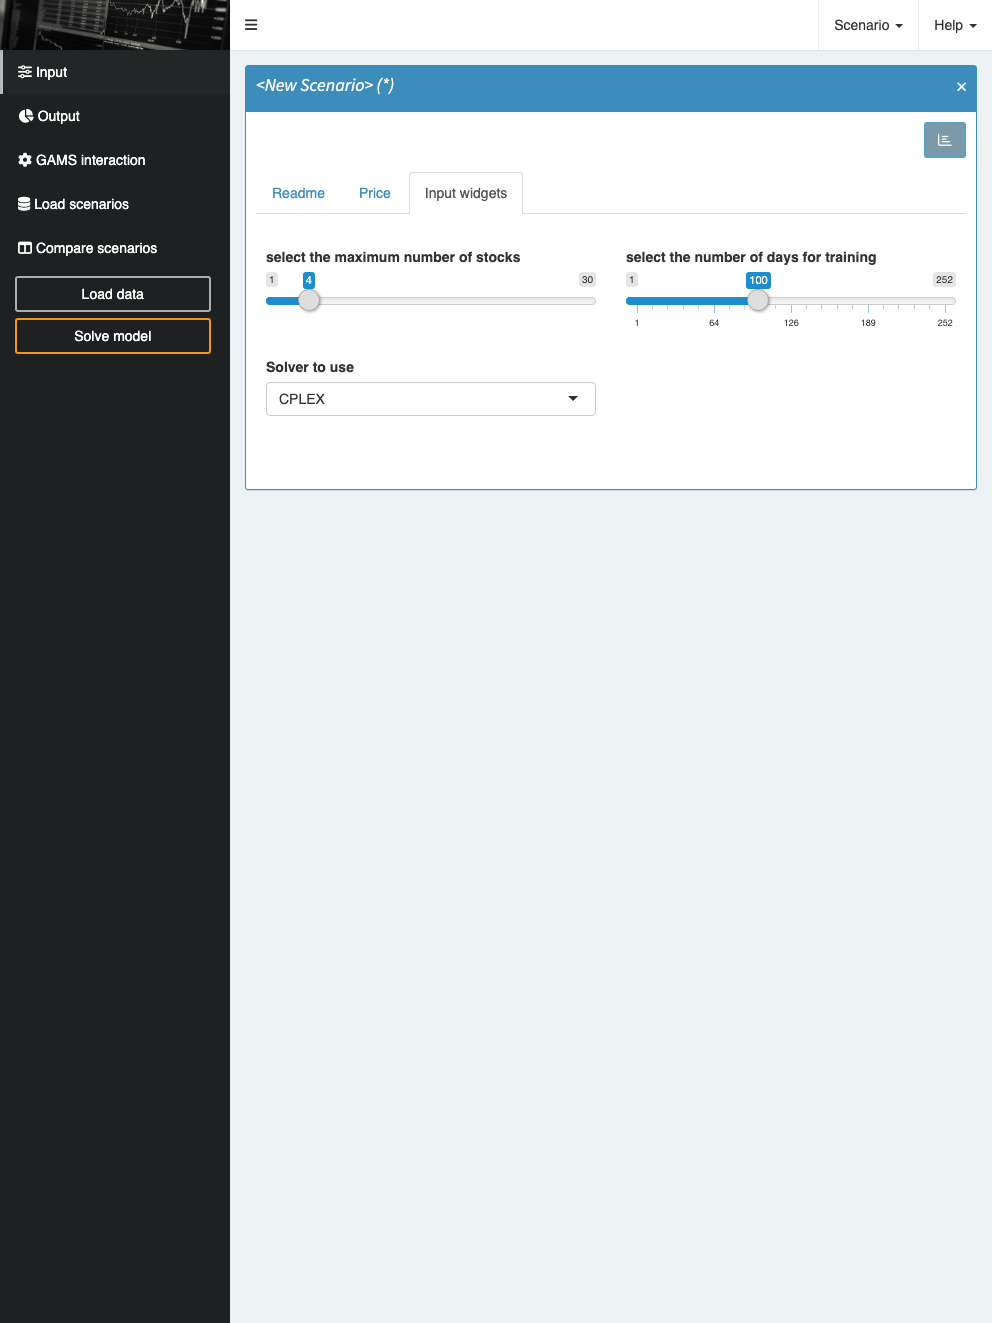 Scenario
Help
Input
Output
GAMS interaction
Load scenarios
Compare scenarios
Load data
Solve model
<New Scenario> (*)
Readme
Price
Input widgets
select the maximum number of stocks
1
4
30
select the number of days for training
1
100
252
1
64
126
189
252
Solver to use
CPLEX